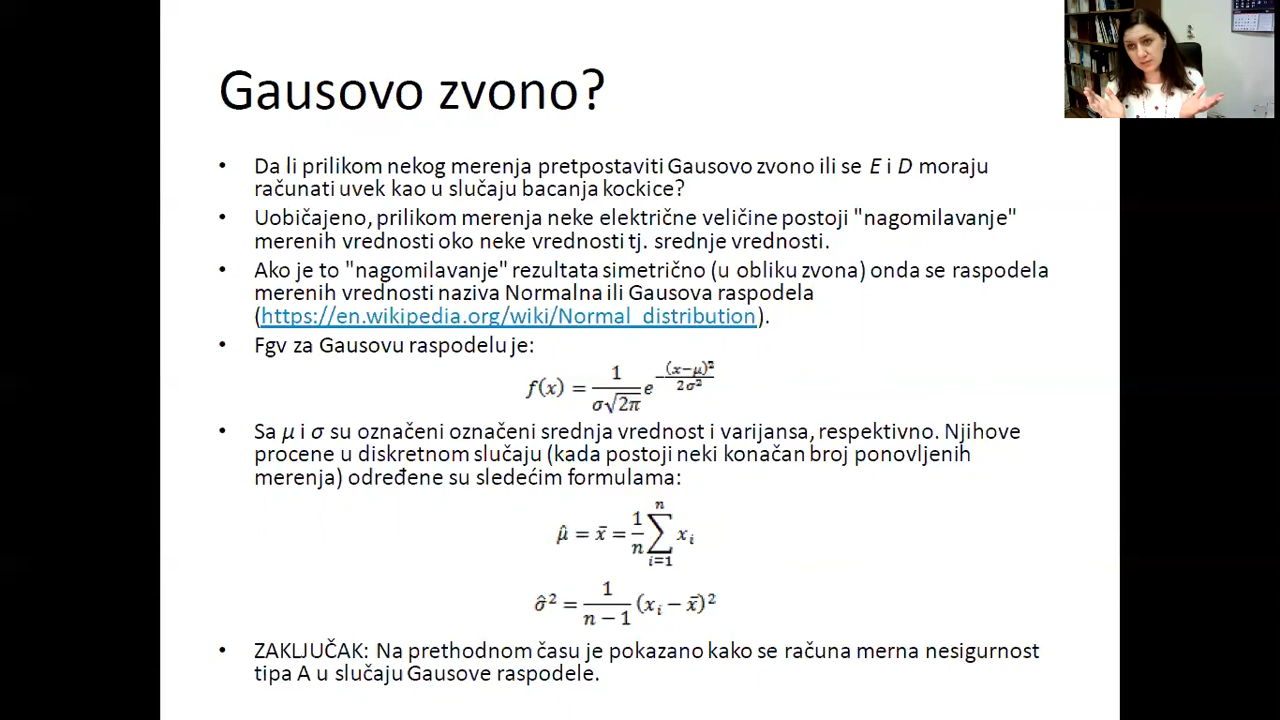 Gausovo zvono?
• Da li prilikom nekog merenja pretpostaviti Gausovo zvono ili se E i D moraju
računati uvek kao u slučaju bacanja kockice?
• Uobičajeno, prilikom merenja neke električne veličine postoji "nagomilavanje"
merenih vrednosti oko neke vrednosti tj. srednje vrednosti.
• Ako je to "nagomilavanje" rezultata simetrično (u obliku zvona) onda se raspodela
merenih vrednosti naziva Normalna ili Gausova raspodela
(https://en.wikipedia.org/wiki/Normal_distribution).
• Fgv za Gausovu raspodelu je:
f(x) = 1/(σ√2π) e^(−(x−μ)²/2σ²)
• Sa μ i σ su označeni označeni srednja vrednost i varijansa, respektivno. Njihove
procene u diskretnom slučaju (kada postoji neki konačan broj ponovljenih
merenja) određene su sledećim formulama:
μ̂ = x̄ = 1/n ∑_{i=1}^{n} x_i
σ̂² = 1/(n − 1) (x_i − x̄)²
• ZAKLJUČAK: Na prethodnom času je pokazano kako se računa merna nesigurnost
tipa A u slučaju Gausove raspodele.